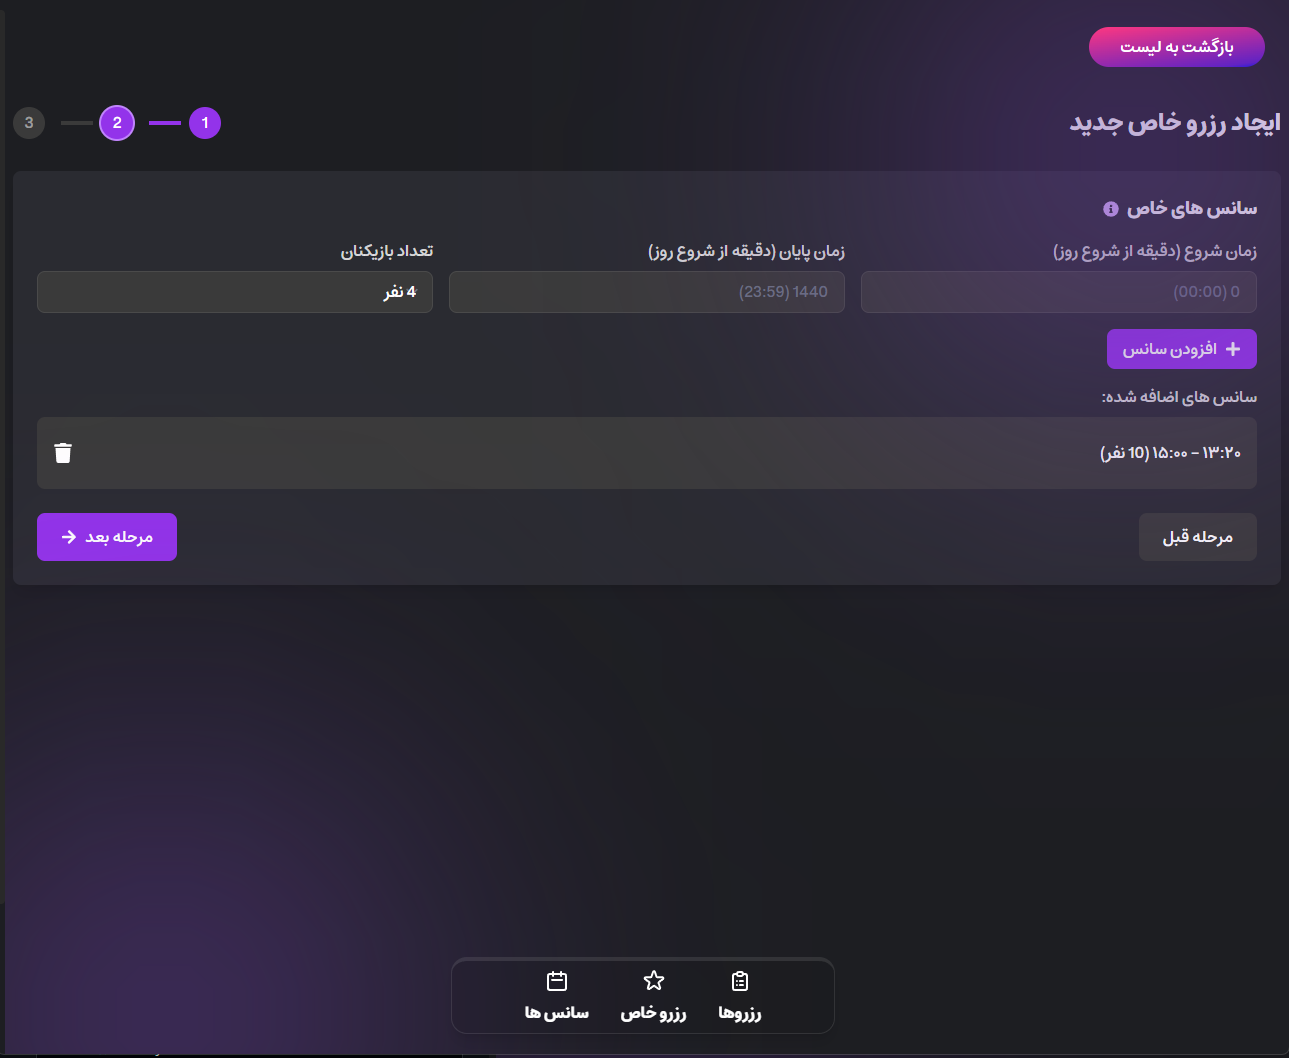 بازگشت به لیست
ایجاد رزرو خاص جدید
1 2 3
سانس های خاص
زمان شروع (دقیقه از شروع روز)
0 (00:00)
زمان پایان (دقیقه از شروع روز)
1440 (23:59)
تعداد بازیکنان
4 نفر
افزودن سانس
سانس های اضافه شده:
۱۳:۲۰ – ۱۵:۰۰ (10 نفر)
مرحله قبل
مرحله بعد
رزروها
رزرو خاص
سانس ها